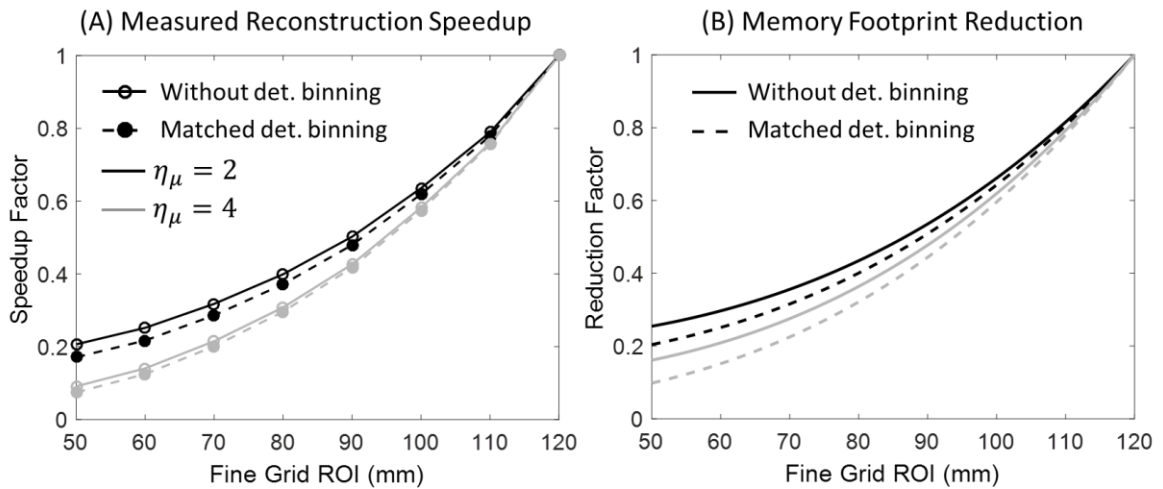 (A) Measured Reconstruction Speedup
1
0.8
0.6
0.4
0.2
0
Speedup Factor
Without det. binning
Matched det. binning
η_μ = 2
η_μ = 4
50 60 70 80 90 100 110 120
Fine Grid ROI (mm)
(B) Memory Footprint Reduction
1
0.8
0.6
0.4
0.2
0
Reduction Factor
Without det. binning
Matched det. binning
50 60 70 80 90 100 110 120
Fine Grid ROI (mm)